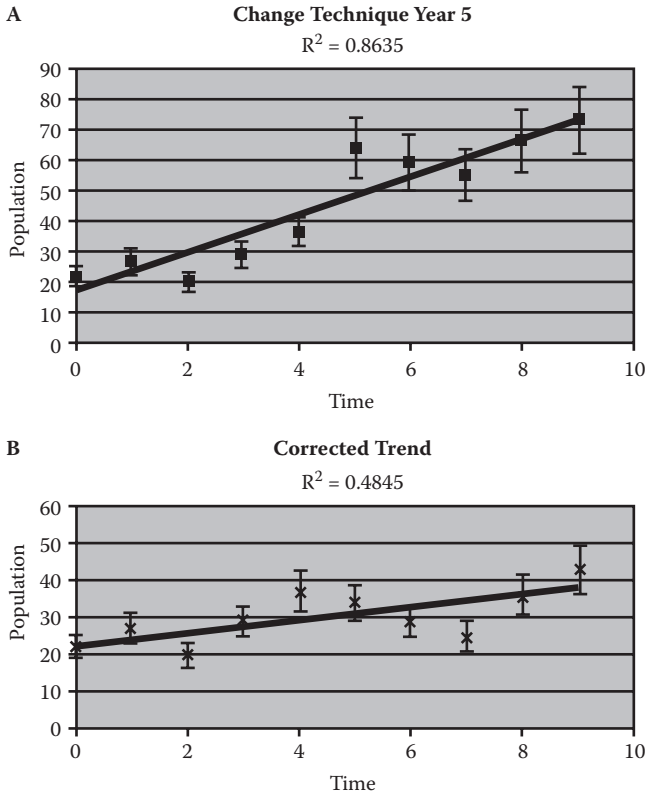 A
Change Technique Year 5
R² = 0.8635
90
80
70
60
50
40
30
20
10
0
Population
0 2 4 6 8 10
Time
B
Corrected Trend
R² = 0.4845
60
50
40
30
20
10
0
Population
0 2 4 6 8 10
Time